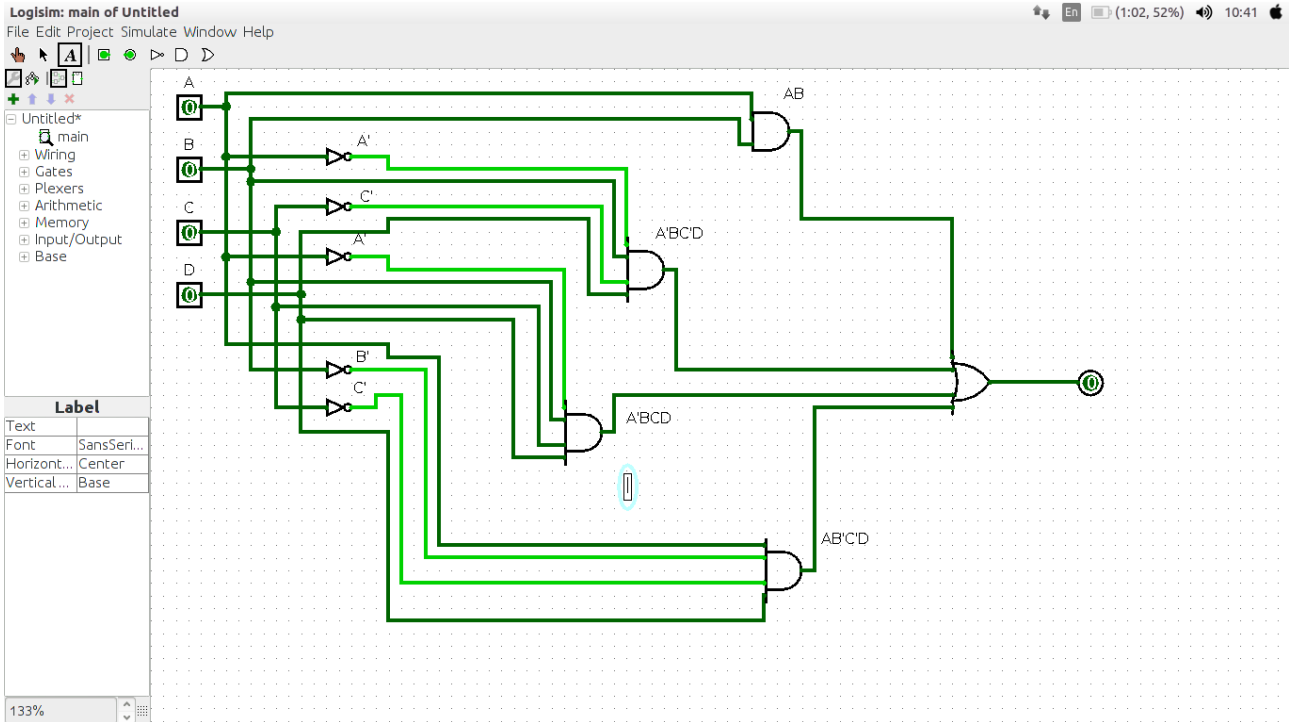 Logisim: main of Untitled
En (1:02, 52%) 10:41
File Edit Project Simulate Window Help
A
Untitled*
main
Wiring
Gates
Plexers
Arithmetic
Memory
Input/Output
Base
Label
Text
Font SansSeri...
Horizont... Center
Vertical ... Base
133%
A
0
B
0
C
0
D
0
A'
C'
A'
B'
C'
AB
A'BC'D
A'BCD
AB'C'D
0